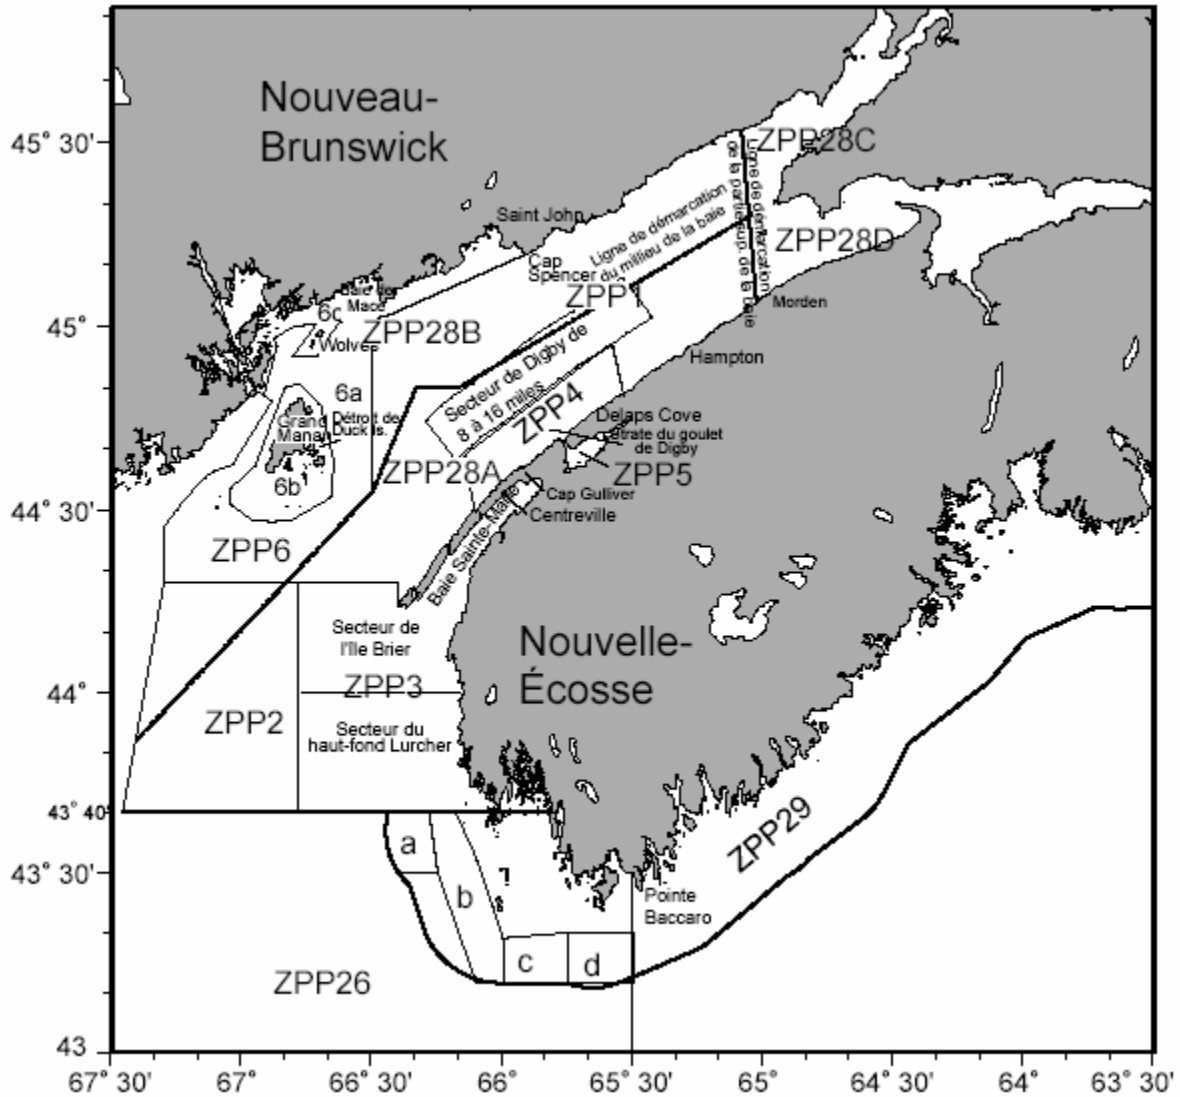 Nouveau-
Brunswick
45° 30'
ZPP28C
Ligne de démarcation
de la partie sup. de la baie
Saint John
Ligne de démarcation
du milieu de la baie
ZPP28D
Cap
Spencer
Baie de
Mace
6c
ZPP
Morden
45°
ZPP28B
Wolves
Hampton
Secteur de Digby de
8 à 16 miles
6a
ZPP4
Grand
Manan
Détroit de
Duck Is.
Delaps Cove
Strate du goulet
de Digby
ZPP28A
ZPP5
6b
Cap Gulliver
44° 30'
Centreville
Baie Sainte-Marie
ZPP6
Secteur de
l'Ile Brier
Nouvelle-
Écosse
44°
ZPP3
ZPP2
Secteur du
haut-fond Lurcher
43° 40'
a
ZPP29
43° 30'
b
Pointe
Baccaro
c
d
ZPP26
43
67° 30'
67°
66° 30'
66°
65° 30'
65°
64° 30'
64°
63° 30'